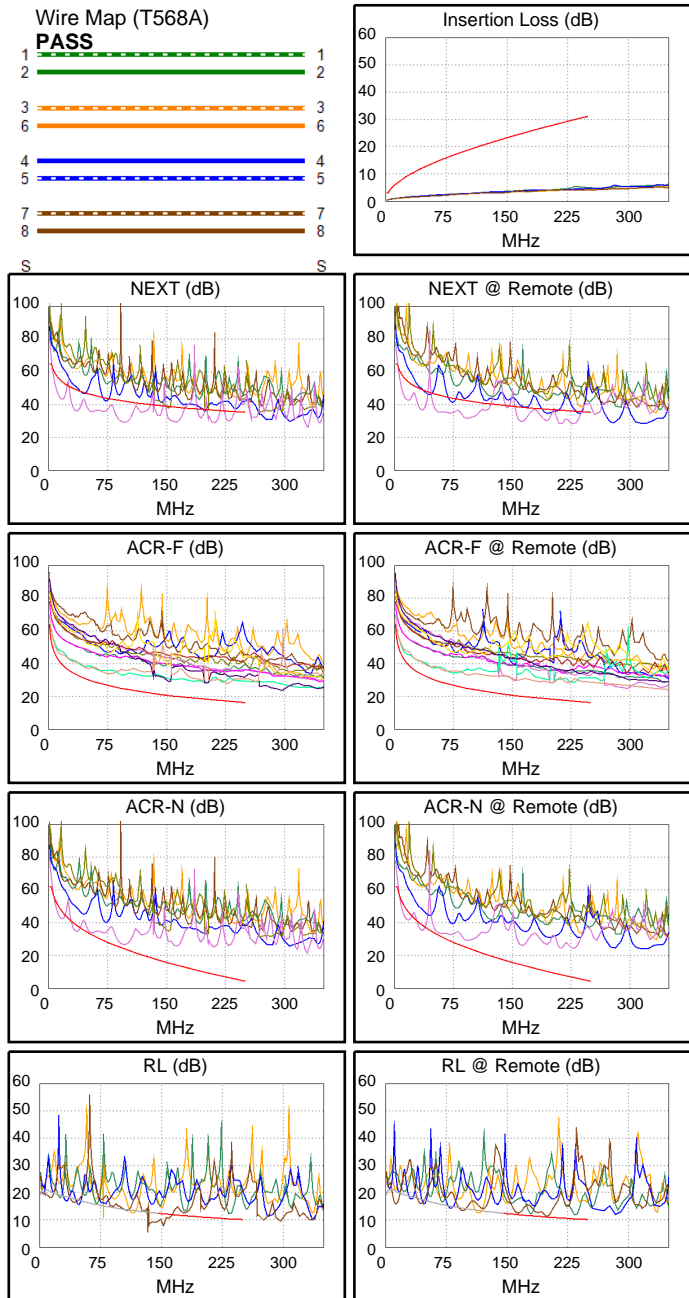 Wire Map (T568A)
PASS
1 1
2 2
3 3
6 6
4 4
5 5
7 7
8 8
S S
Insertion Loss (dB)
60
50
40
30
20
10
0
0 75 150 225 300
MHz
NEXT (dB)
100
80
60
40
20
0
0 75 150 225 300
MHz
NEXT @ Remote (dB)
100
80
60
40
20
0
0 75 150 225 300
MHz
ACR-F (dB)
100
80
60
40
20
0
0 75 150 225 300
MHz
ACR-F @ Remote (dB)
100
80
60
40
20
0
0 75 150 225 300
MHz
ACR-N (dB)
100
80
60
40
20
0
0 75 150 225 300
MHz
ACR-N @ Remote (dB)
100
80
60
40
20
0
0 75 150 225 300
MHz
RL (dB)
60
50
40
30
20
10
0
0 75 150 225 300
MHz
RL @ Remote (dB)
60
50
40
30
20
10
0
0 75 150 225 300
MHz